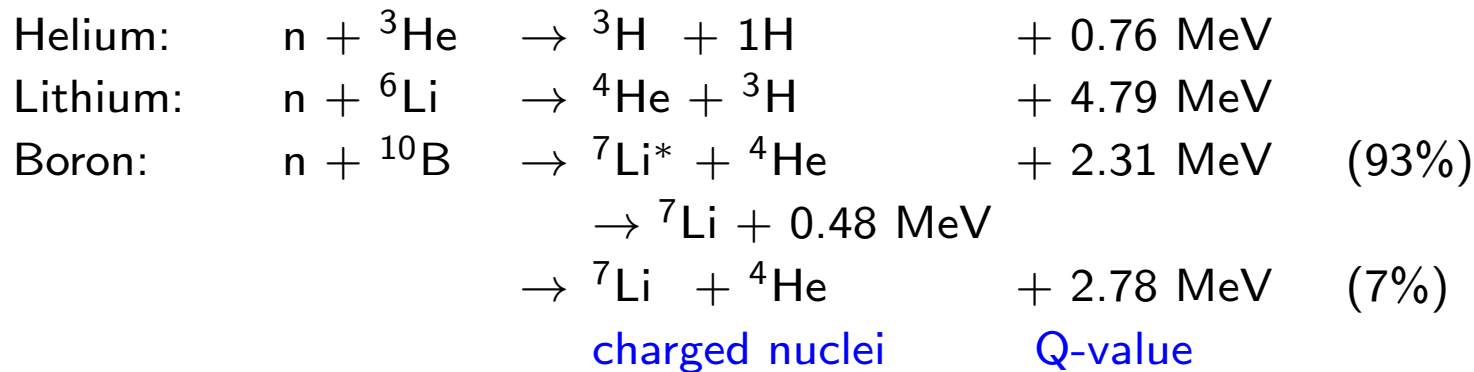 Helium: n + ³He → ³H + 1H + 0.76 MeV
Lithium: n + ⁶Li → ⁴He + ³H + 4.79 MeV
Boron: n + ¹⁰B → ⁷Li* + ⁴He + 2.31 MeV (93%)
→ ⁷Li + 0.48 MeV
→ ⁷Li + ⁴He + 2.78 MeV (7%)
charged nuclei Q-value